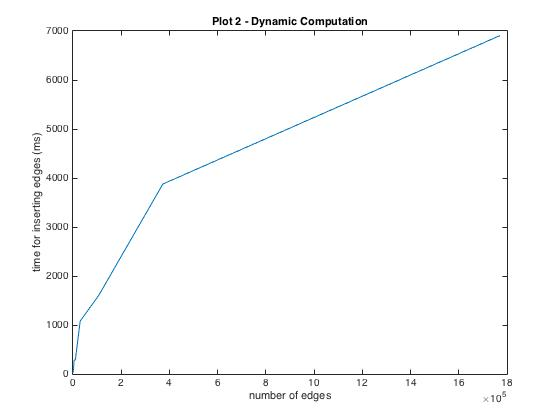 Plot 2 - Dynamic Computation
7000
6000
5000
4000
3000
2000
1000
0
time for inserting edges (ms)
0 2 4 6 8 10 12 14 16 18
number of edges
×10^5